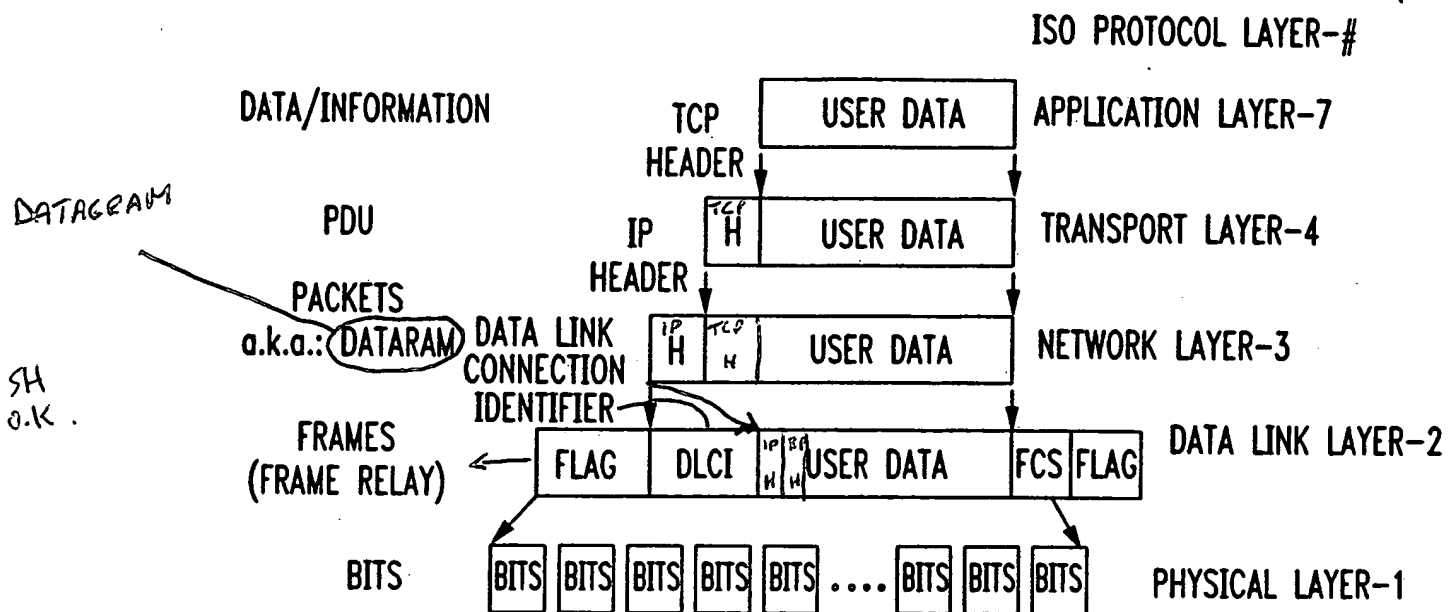 ISO PROTOCOL LAYER-#
DATA/INFORMATION
TCP
HEADER
USER DATA
APPLICATION LAYER-7
DATAGRAM
PDU
IP
HEADER
TCP
H
USER DATA
TRANSPORT LAYER-4
PACKETS
a.k.a.: DATARAM
DATA LINK
CONNECTION
IDENTIFIER
IP
H
TCP
H
USER DATA
NETWORK LAYER-3
SH
O.K.
FRAMES
(FRAME RELAY)
FLAG
DLCI
IP
H
H
USER DATA
FCS
FLAG
DATA LINK LAYER-2
BITS
BITS BITS BITS BITS BITS .... BITS BITS BITS
PHYSICAL LAYER-1